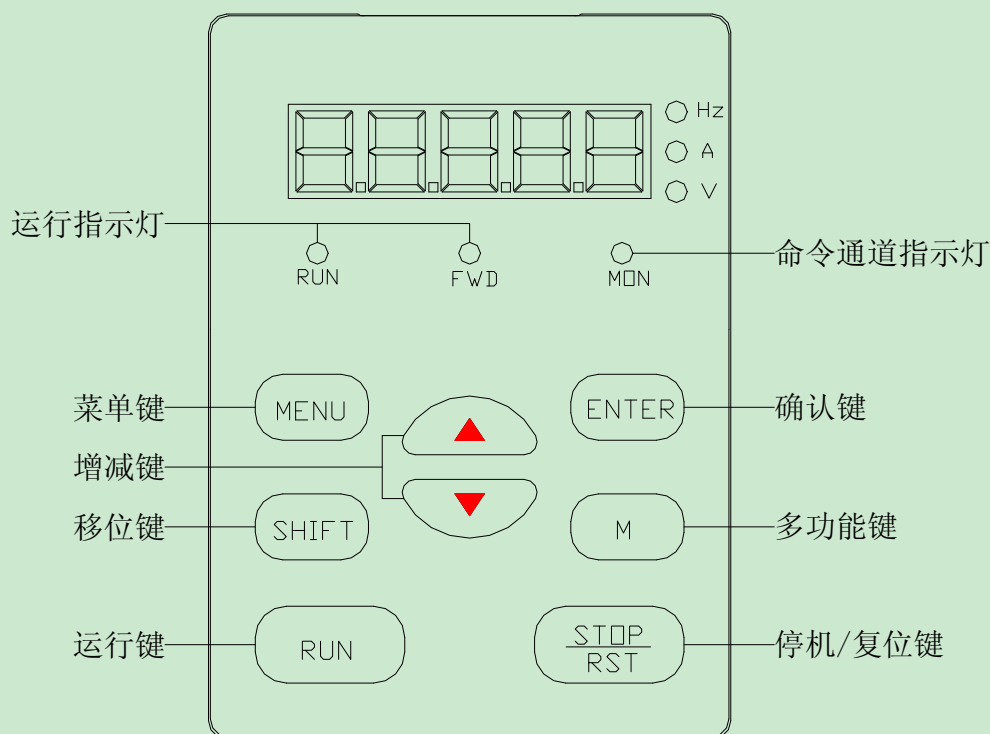 Hz
A
V
运行指示灯
命令通道指示灯
RUN
FWD
MON
菜单键
MENU
ENTER
确认键
增减键
移位键
SHIFT
M
多功能键
运行键
RUN
STOP
RST
停机/复位键